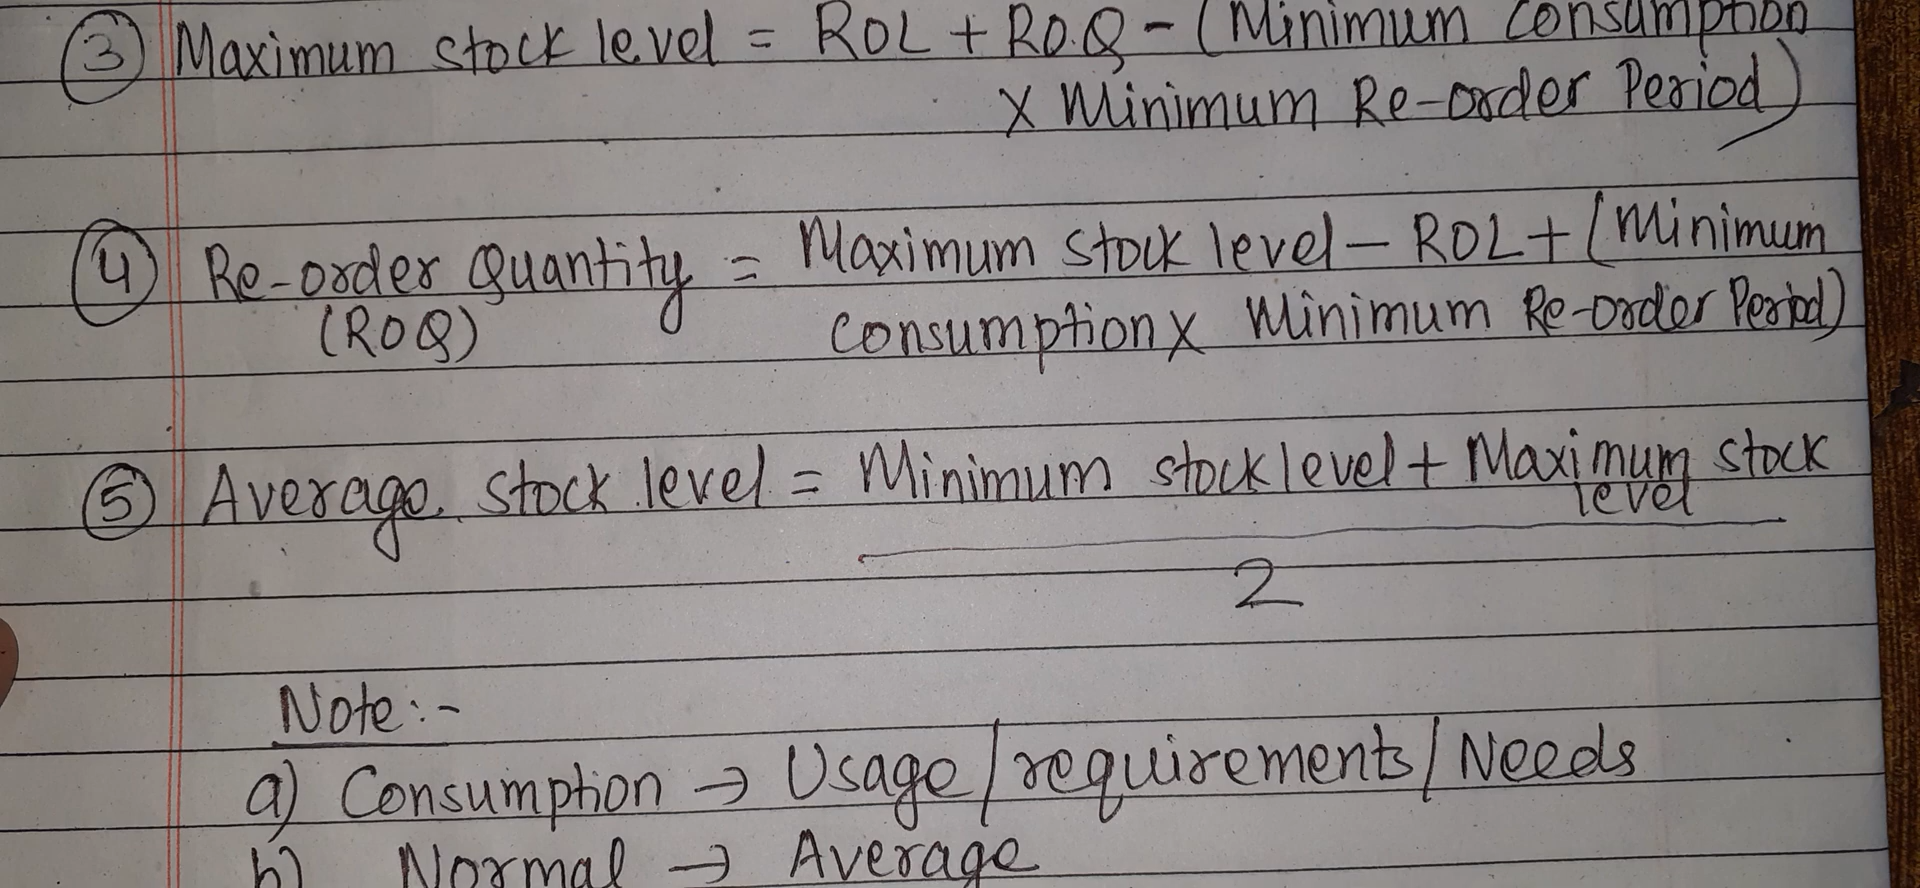 ③ Maximum stock level = ROL + RO.Q - (Minimum Consumption
x Minimum Re-order Period)
④ Re-order Quantity = Maximum stock level - ROL + (Minimum
(ROQ) Consumption x Minimum Re-order Period)
⑤ Average stock level = Minimum stock level + Maximum stock
level
2
Note:-
a) Consumption → Usage/requirements/Needs
b) Normal → Average